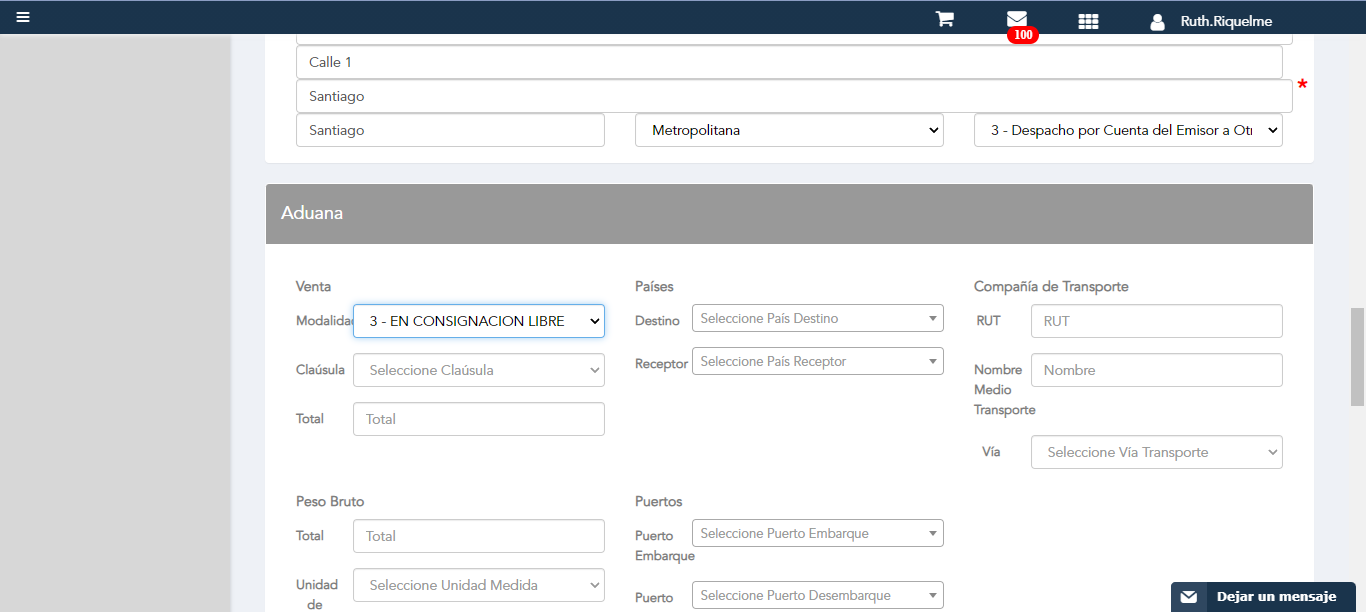 Ruth.Riquelme
100
Calle 1
Santiago
*
Santiago
Metropolitana
3 - Despacho por Cuenta del Emisor a Otr
Aduana
Venta
Modalidad
3 - EN CONSIGNACION LIBRE
Claúsula
Seleccione Claúsula
Total
Total
Países
Destino
Seleccione País Destino
Receptor
Seleccione País Receptor
Compañía de Transporte
RUT
RUT
Nombre
Medio
Transporte
Nombre
Vía
Seleccione Vía Transporte
Peso Bruto
Total
Total
Unidad
de
Seleccione Unidad Medida
Puertos
Puerto
Embarque
Seleccione Puerto Embarque
Puerto
Seleccione Puerto Desembarque
Dejar un mensaje